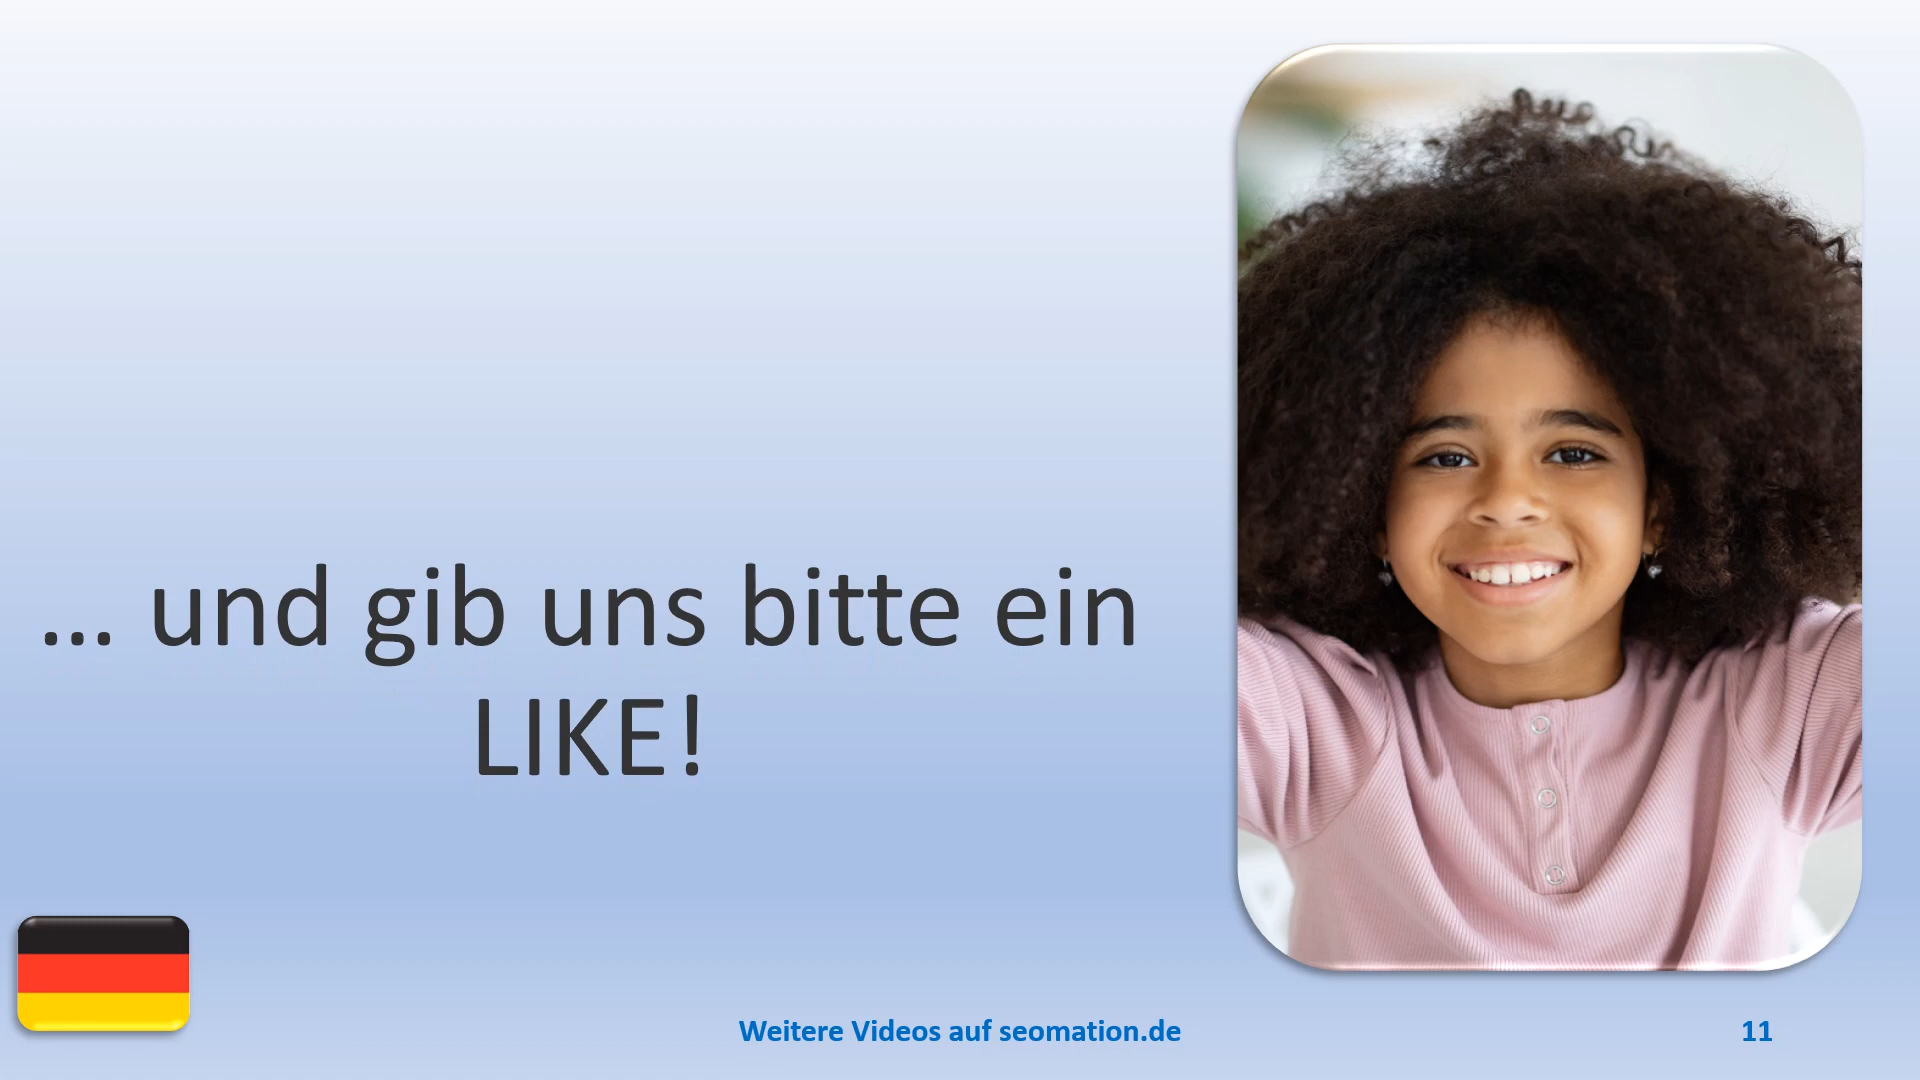 … und gib uns bitte ein
LIKE!
Weitere Videos auf seomation.de
11